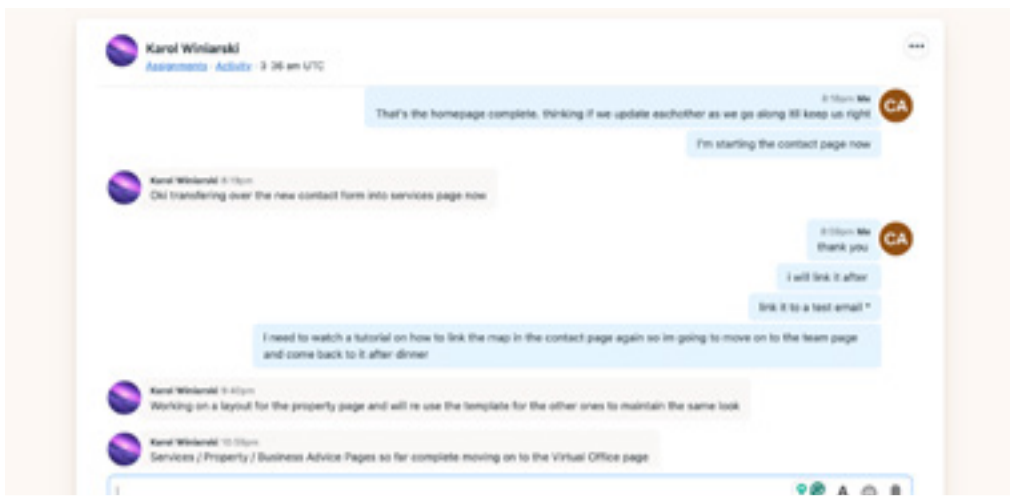 Karol Winiarski
Assignments · Activity · 3:36 am UTC
Me
CA
That's the homepage complete. thinking if we update eachother as we go along itll keep us right
I'm starting the contact page now
Karol Winiarski
Oki transfering over the new contact form into services page now
Me
CA
thank you
i will link it after
link it to a test email *
I need to watch a tutorial on how to link the map in the contact page again so im going to move on to the team page
and come back to it after dinner
Karol Winiarski 9:40pm
Working on a layout for the property page and will re use the template for the other ones to maintain the same look
Karol Winiarski 10:59pm
Services / Property / Business Advice Pages so far complete moving on to the Virtual Office page